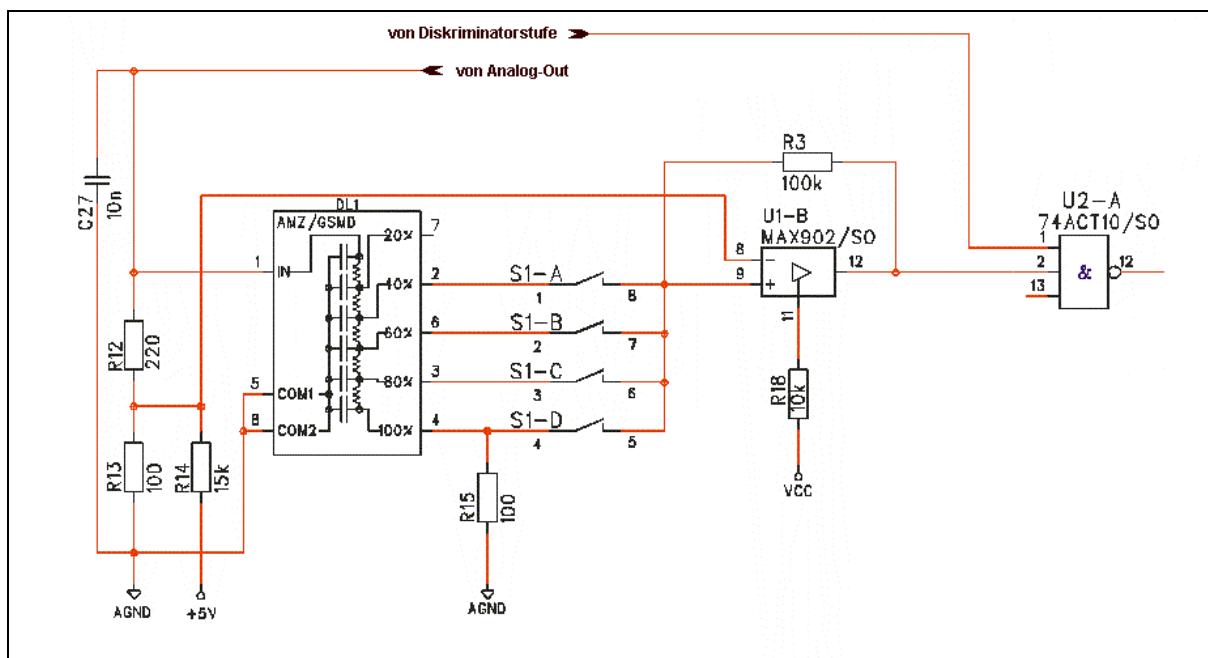 von Diskriminatorstufe
von Analog-Out
R3
100k
U2-A
74ACT10/SO
1
2
13
&
12
C27
10n
DL1
AMZ/GSMD
1
IN
20%
7
40%
2
60%
6
80%
3
100%
4
5
COM1
8
COM2
S1-A
1
8
S1-B
2
7
S1-C
3
6
S1-D
4
5
U1-B
MAX902/SO
8
-
9
+
12
11
R12
220
R13
100
R14
15k
R15
100
R18
10k
VCC
AGND
+5V
AGND